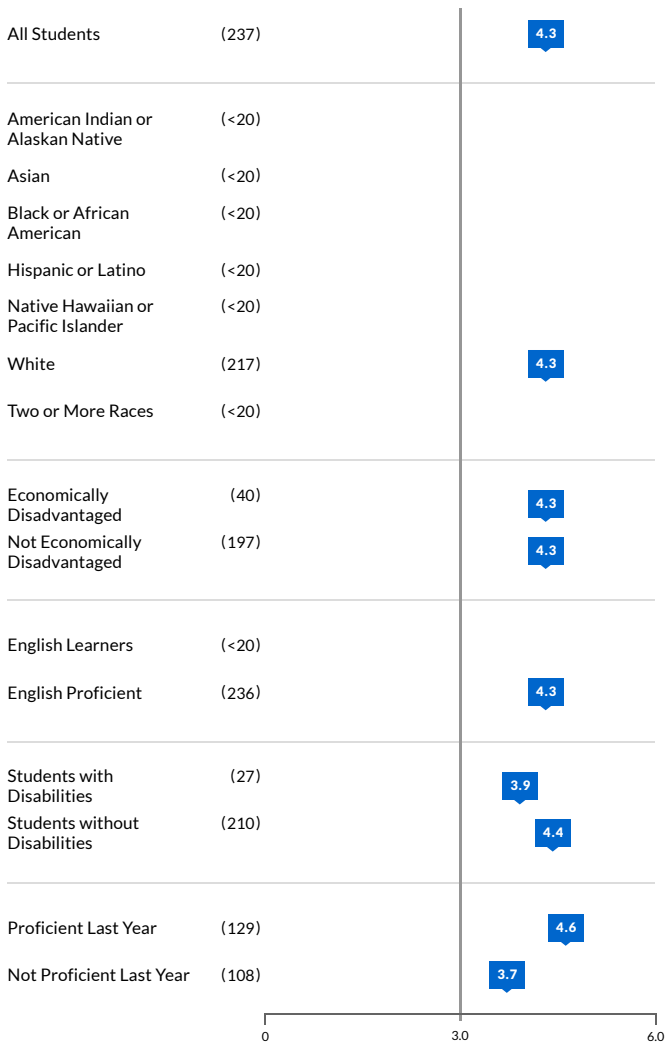 All Students (237) 4.3
American Indian or (<20)
Alaskan Native
Asian (<20)
Black or African (<20)
American
Hispanic or Latino (<20)
Native Hawaiian or (<20)
Pacific Islander
White (217) 4.3
Two or More Races (<20)
Economically (40) 4.3
Disadvantaged
Not Economically (197) 4.3
Disadvantaged
English Learners (<20)
English Proficient (236) 4.3
Students with (27) 3.9
Disabilities
Students without (210) 4.4
Disabilities
Proficient Last Year (129) 4.6
Not Proficient Last Year (108) 3.7
0 3.0 6.0